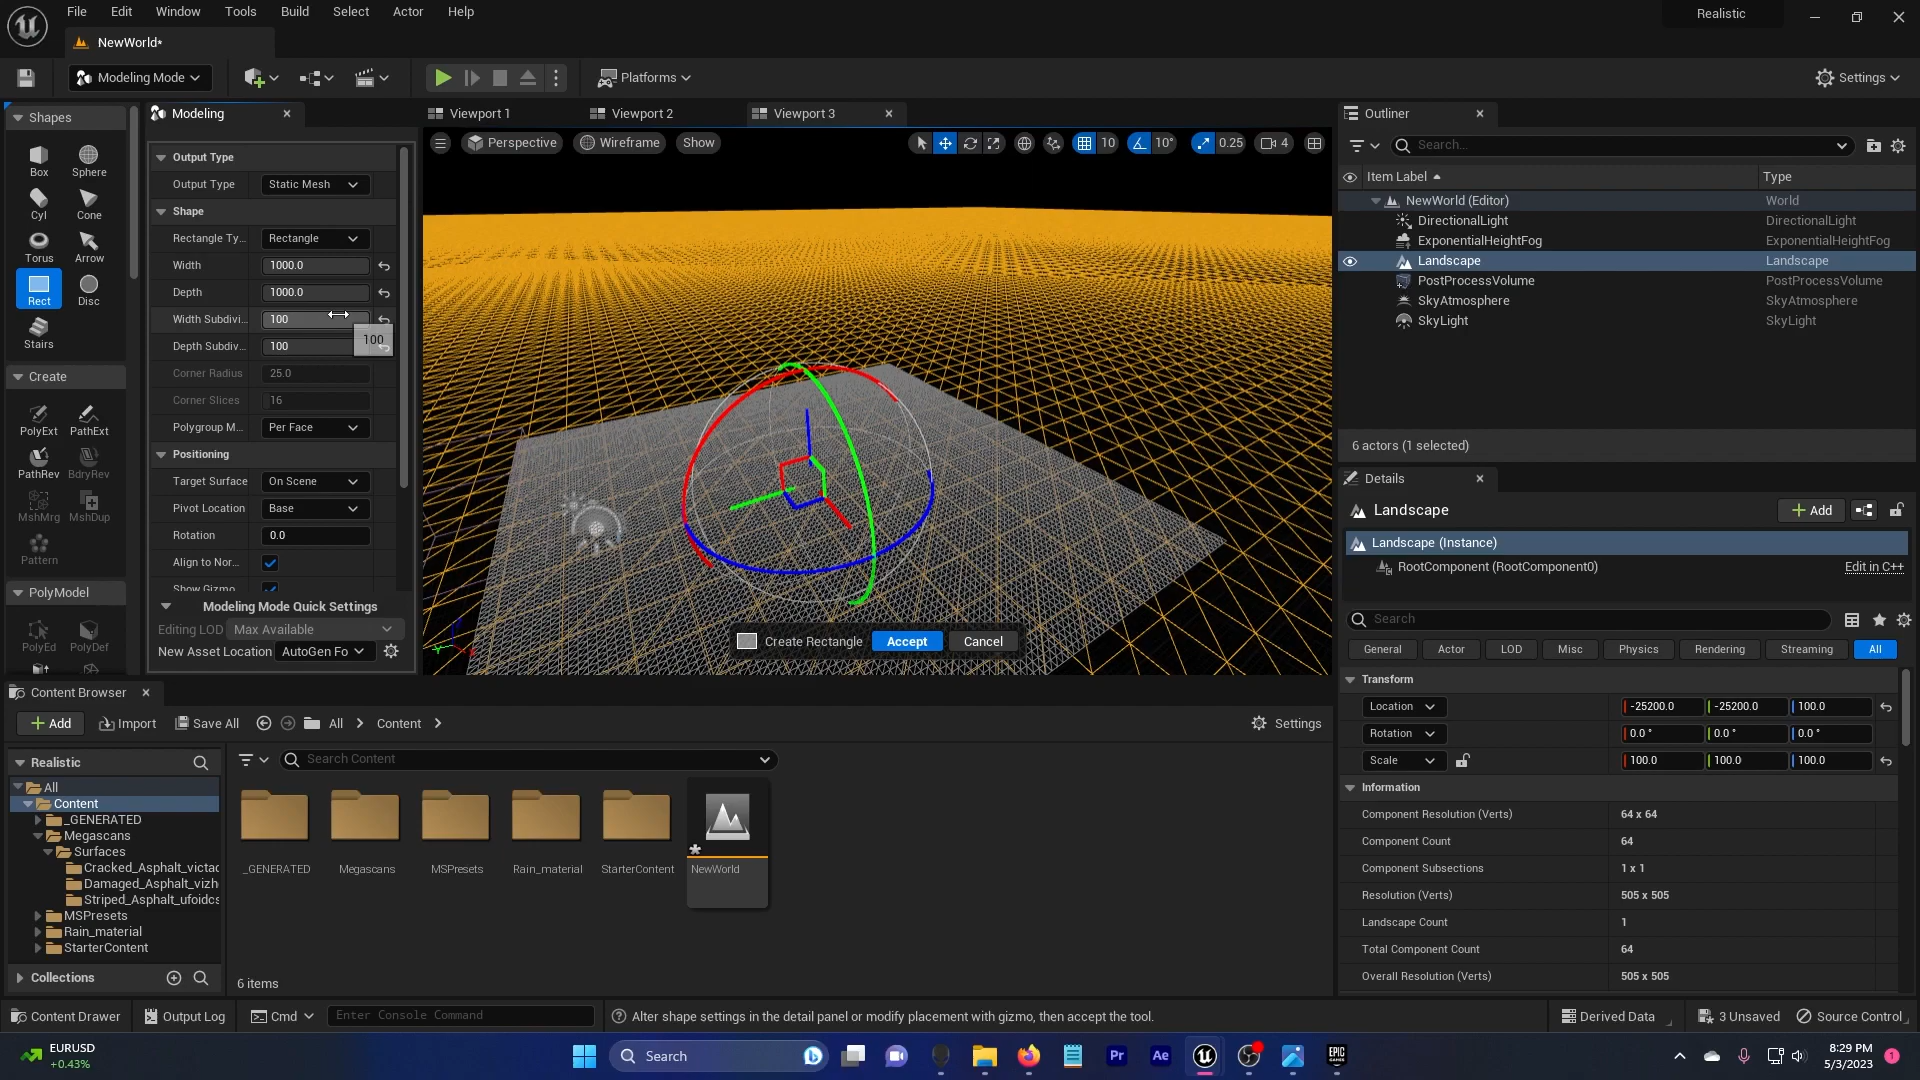 File Edit Window Tools Build Select Actor Help
Realistic
NewWorld*
Modeling Mode
Platforms
Settings
Shapes
Box Sphere
Cyl Cone
Torus Arrow
Rect Disc
Stairs
Create
PolyExt PathExt
PathRev BdryRev
MshMrg MshDup
Pattern
PolyModel
PolyEd PolyDef
Modeling
Output Type
Output Type Static Mesh
Shape
Rectangle Ty... Rectangle
Width 1000.0
Depth 1000.0
Width Subdivi... 100
100
Depth Subdiv... 100
Corner Radius 25.0
Corner Slices 16
Polygroup M... Per Face
Positioning
Target Surface On Scene
Pivot Location Base
Rotation 0.0
Align to Nor...
Show Gizmo
Modeling Mode Quick Settings
Editing LOD Max Available
New Asset Location AutoGen Fo
Viewport 1 Viewport 2 Viewport 3
Perspective Wireframe Show
10 10° 0.25 4
Create Rectangle Accept Cancel
Outliner
Search...
Item Label Type
NewWorld (Editor) World
DirectionalLight DirectionalLight
ExponentialHeightFog ExponentialHeightFog
Landscape Landscape
PostProcessVolume PostProcessVolume
SkyAtmosphere SkyAtmosphere
SkyLight SkyLight
6 actors (1 selected)
Details
Landscape
Add
Landscape (Instance)
RootComponent (RootComponent0) Edit in C++
Search
General Actor LOD Misc Physics Rendering Streaming All
Transform
Location -25200.0 -25200.0 100.0
Rotation 0.0 ° 0.0 ° 0.0 °
Scale 100.0 100.0 100.0
Information
Component Resolution (Verts) 64 x 64
Component Count 64
Component Subsections 1 x 1
Resolution (Verts) 505 x 505
Landscape Count 1
Total Component Count 64
Overall Resolution (Verts) 505 x 505
Content Browser
Add Import Save All All Content Settings
Realistic
Search Content
All
Content
_GENERATED
Megascans
Surfaces
Cracked_Asphalt_victac
Damaged_Asphalt_vizh
Striped_Asphalt_ufoidcs
MSPresets
Rain_material
StarterContent
Collections
_GENERATED Megascans MSPresets Rain_material StarterContent NewWorld
6 items
Content Drawer Output Log Cmd Enter Console Command Alter shape settings in the detail panel or modify placement with gizmo, then accept the tool. Derived Data 3 Unsaved Source Control
EURUSD
+0.43%
Search
Pr Ae
EPIC GAMES
8:29 PM
5/3/2023
1